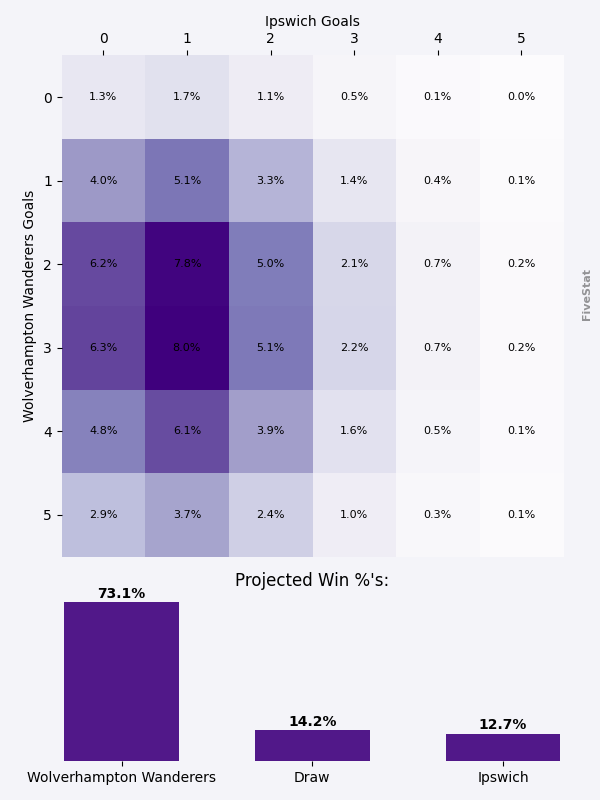 Ipswich Goals
0 1 2 3 4 5
0 1.3% 1.7% 1.1% 0.5% 0.1% 0.0%
1 4.0% 5.1% 3.3% 1.4% 0.4% 0.1%
2 6.2% 7.8% 5.0% 2.1% 0.7% 0.2%
3 6.3% 8.0% 5.1% 2.2% 0.7% 0.2%
4 4.8% 6.1% 3.9% 1.6% 0.5% 0.1%
5 2.9% 3.7% 2.4% 1.0% 0.3% 0.1%
Wolverhampton Wanderers Goals
FiveStat
Projected Win %'s:
73.1% 14.2% 12.7%
Wolverhampton Wanderers Draw Ipswich